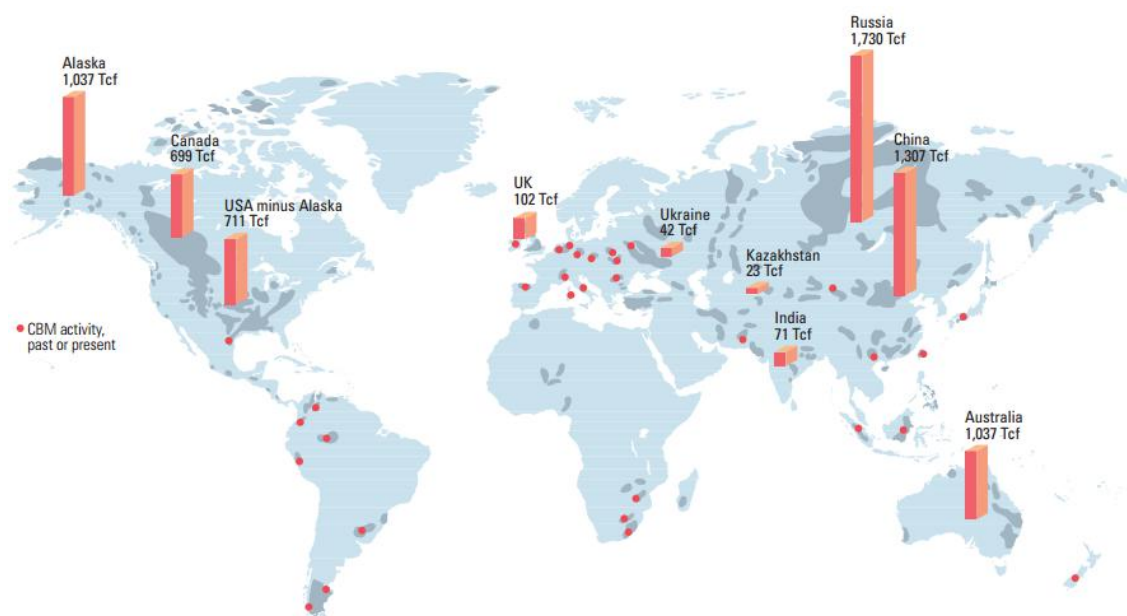 Alaska
1,037 Tcf
Canada
699 Tcf
USA minus Alaska
711 Tcf
CBM activity,
past or present
UK
102 Tcf
Ukraine
42 Tcf
Kazakhstan
23 Tcf
India
71 Tcf
Russia
1,730 Tcf
China
1,307 Tcf
Australia
1,037 Tcf